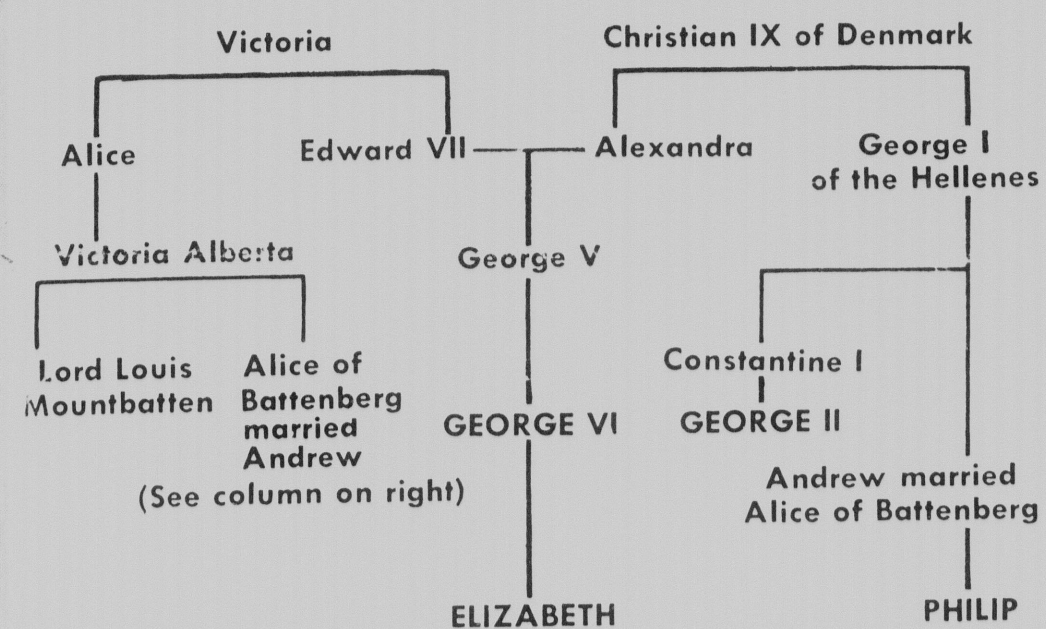 Victoria
Christian IX of Denmark
Alice
Edward VII
Alexandra
George I
of the Hellenes
Victoria Alberta
George V
Lord Louis
Mountbatten
Alice of
Battenberg
married
Andrew
(See column on right)
GEORGE VI
Constantine I
GEORGE II
Andrew married
Alice of Battenberg
ELIZABETH
PHILIP